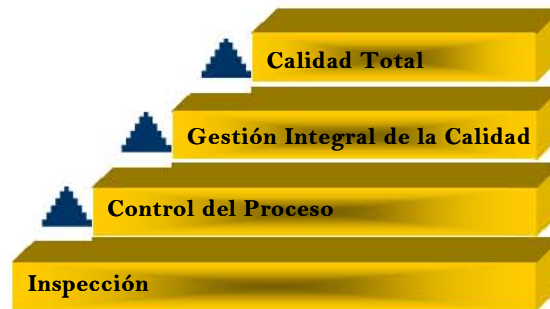 Calidad Total
Gestión Integral de la Calidad
Control del Proceso
Inspección